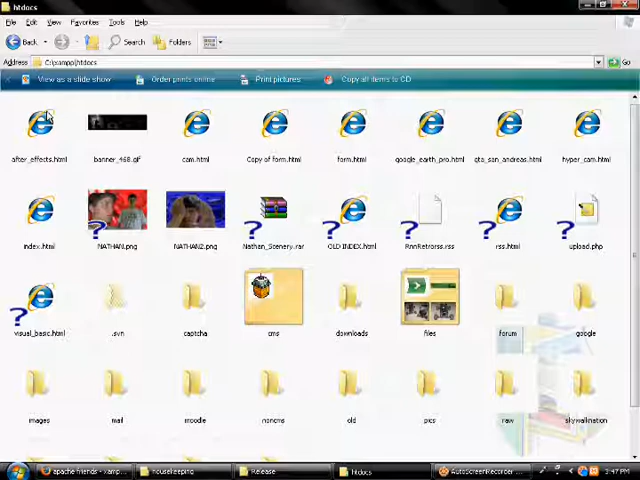 htdocs
File Edit View Favorites Tools Help
Back Search Folders
Address C:\xampp\htdocs Go
View as a slide show Order prints online Print pictures Copy all items to CD
after_effects.html banner_468.gif cam.html Copy of form.html form.html google_earth_pro.html gta_san_andreas.html hyper_cam.html
index.html NATHAN.png NATHAN2.png Nathan_Scenery.rar OLD INDEX.html RnnRetrorss.rss rss.html upload.php
visual_basic.html .svn captcha cms downloads files forum google
images mail moodle noncms old pics raw skywallination
apache friends - xamp... housekeeping Release htdocs AutoScreenRecorder ... 3:47 PM